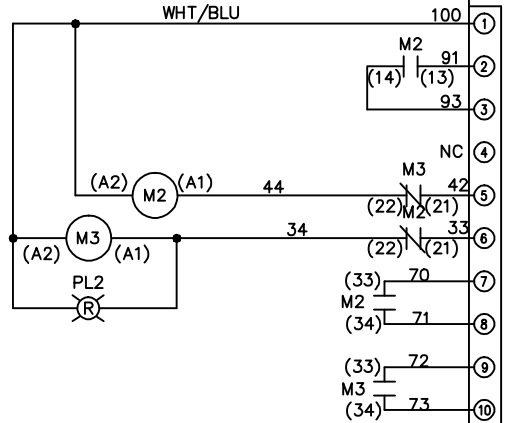 WHT/BLU 100 1
M2 91 2
(14) (13)
93 3
NC 4
M3
(A2) M2 (A1) 44 42 5
(22) (21)
M2
M3 34 33 6
(A2) (A1) (22) (21)
PL2
R
(33) 70 7
M2
(34) 71 8
(33) 72 9
M3
(34) 73 10